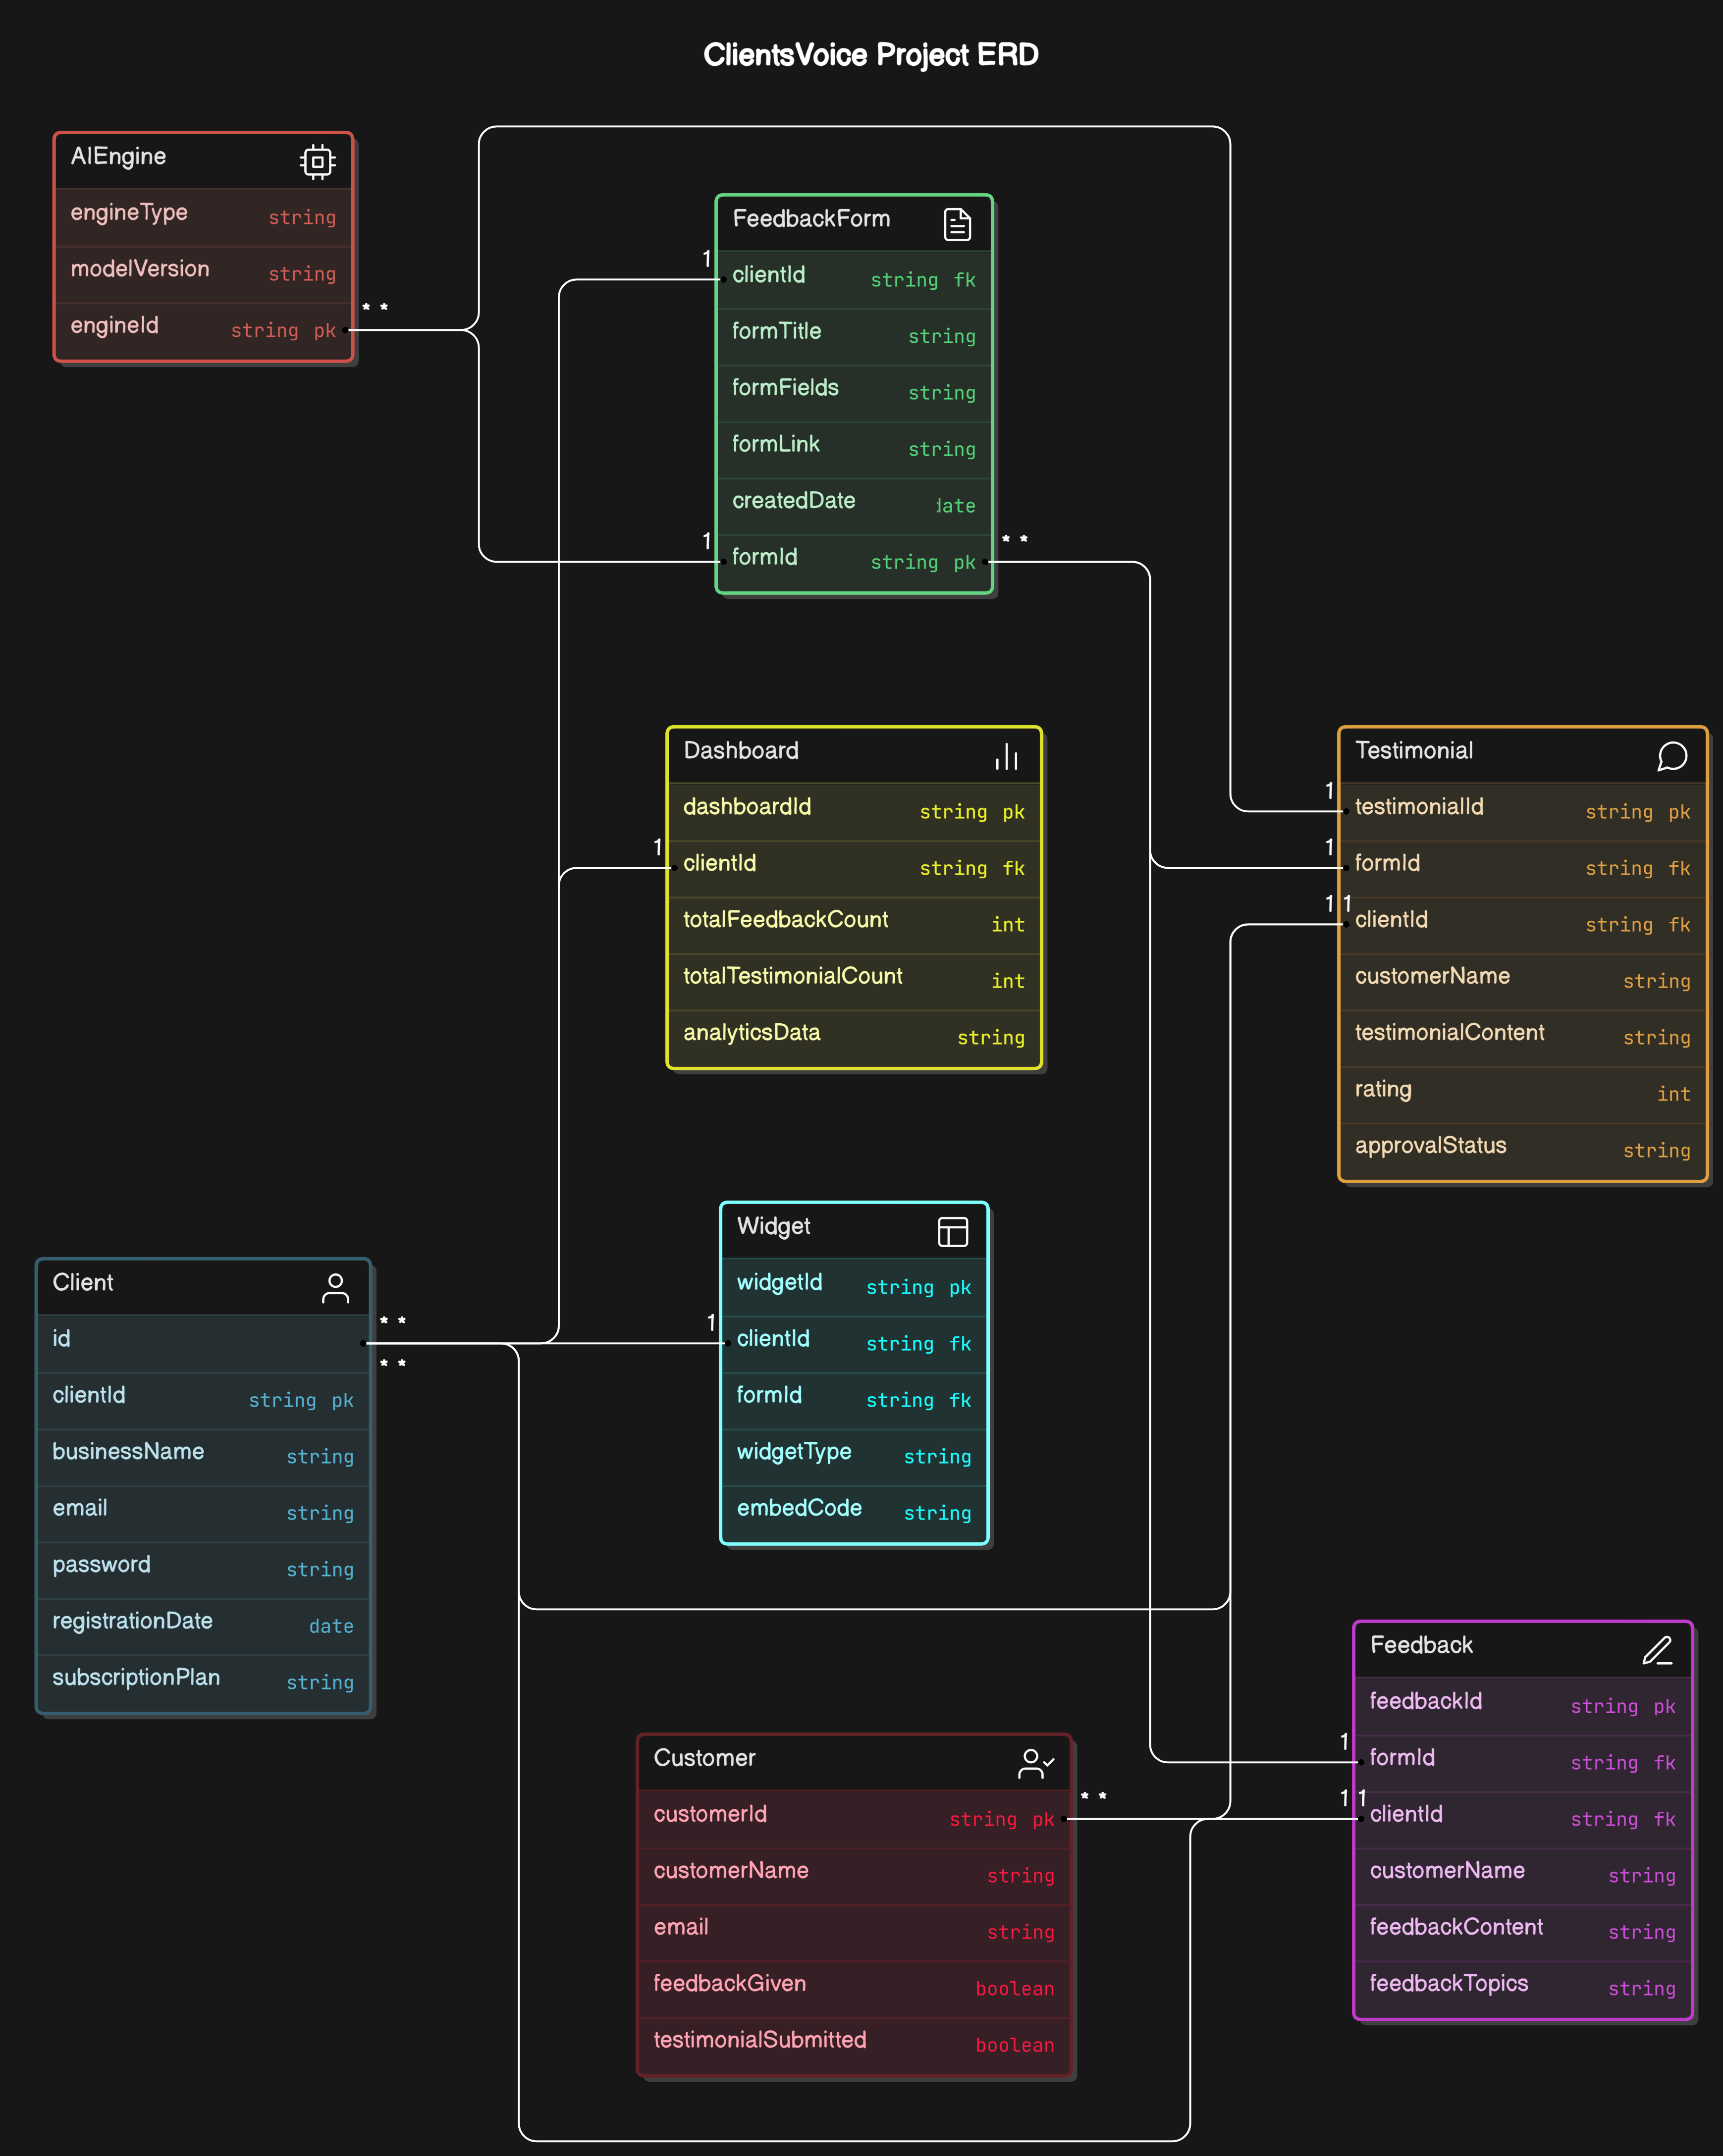 ClientsVoice Project ERD
AIEngine
engineType string
modelVersion string
engineId string pk
* *
FeedbackForm
1
clientId string fk
formTitle string
formFields string
formLink string
createdDate date
1
formId string pk
* *
Dashboard
dashboardId string pk
1
clientId string fk
totalFeedbackCount int
totalTestimonialCount int
analyticsData string
Testimonial
1
testimonialId string pk
1
formId string fk
1 1
clientId string fk
customerName string
testimonialContent string
rating int
approvalStatus string
Widget
widgetId string pk
1
clientId string fk
formId string fk
widgetType string
embedCode string
Client
* *
id
* *
clientId string pk
businessName string
email string
password string
registrationDate date
subscriptionPlan string
Customer
* *
customerId string pk
customerName string
email string
feedbackGiven boolean
testimonialSubmitted boolean
Feedback
feedbackId string pk
1
formId string fk
1 1
clientId string fk
customerName string
feedbackContent string
feedbackTopics string